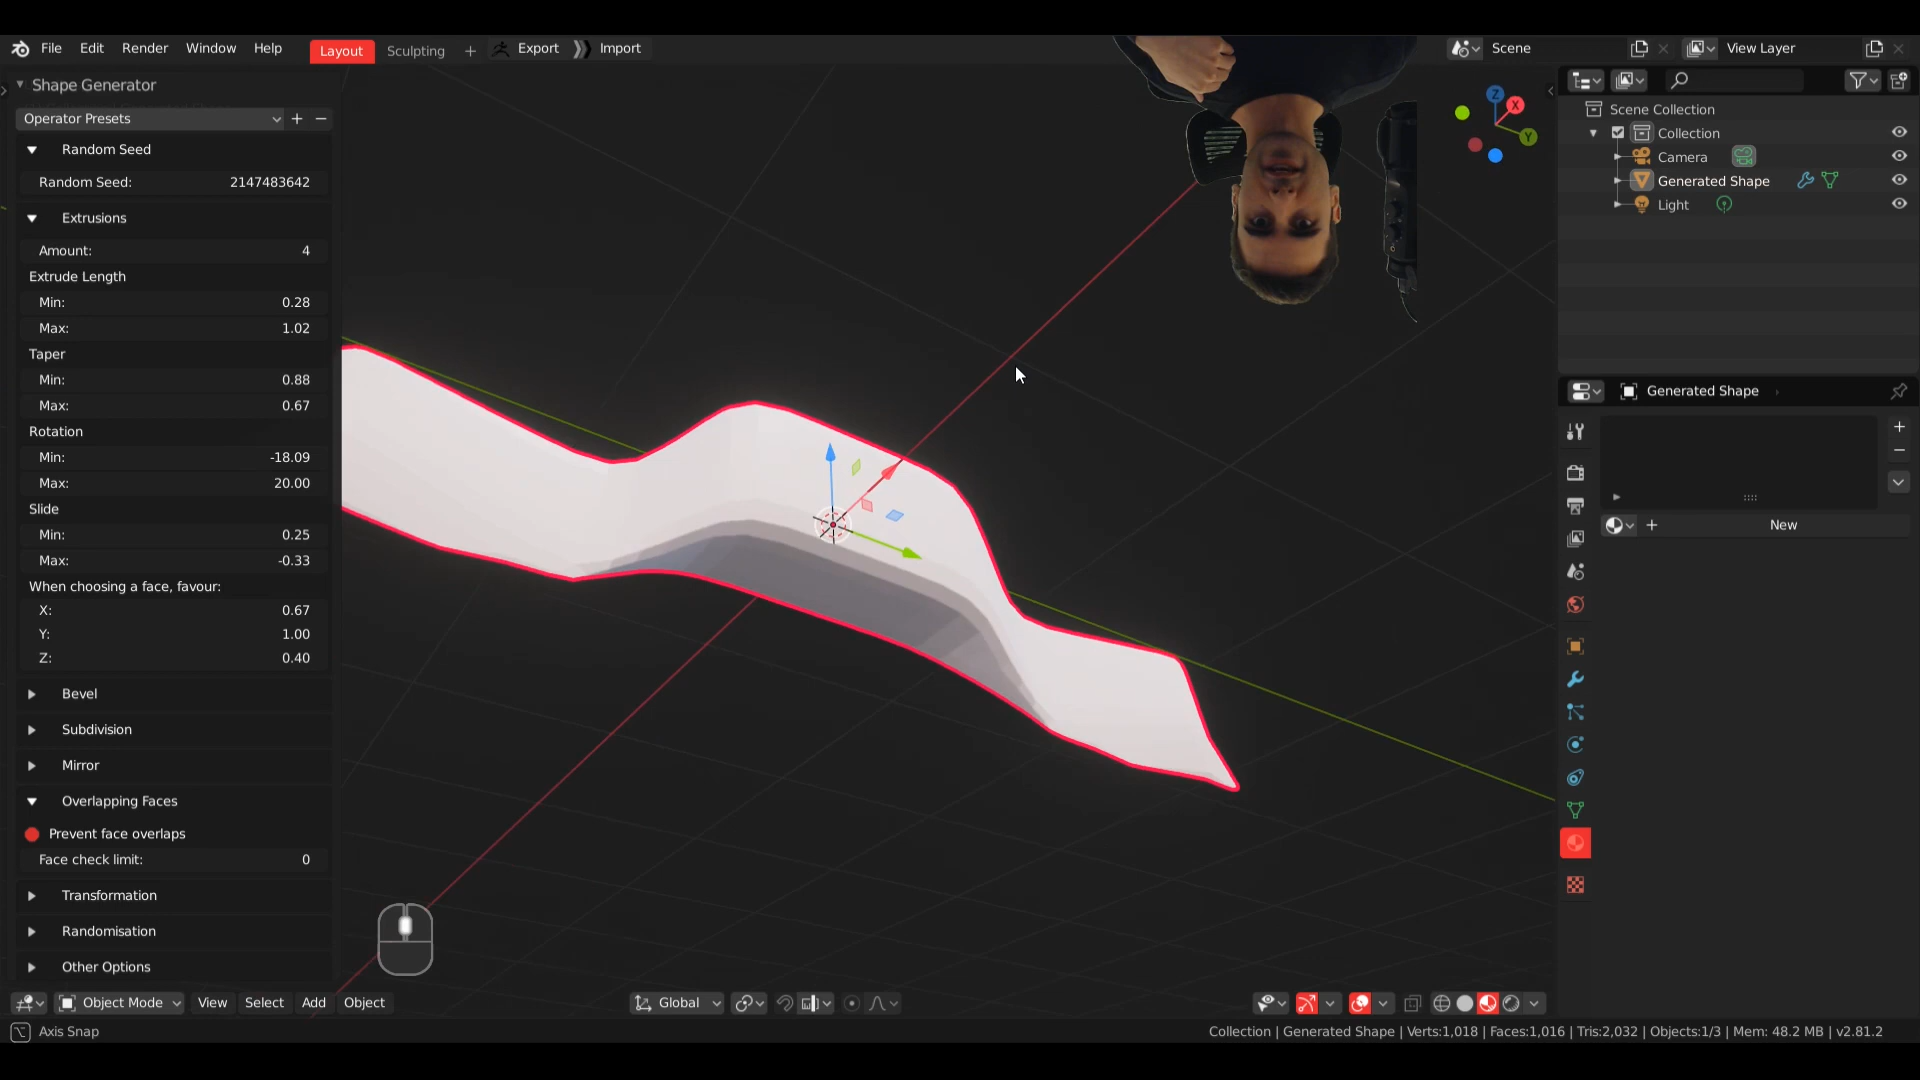 File Edit Render Window Help Layout Sculpting + Export Import Scene View Layer
Shape Generator
Operator Presets
Random Seed
Random Seed: 2147483642
Extrusions
Amount: 4
Extrude Length
Min: 0.28
Max: 1.02
Taper
Min: 0.88
Max: 0.67
Rotation
Min: -18.09
Max: 20.00
Slide
Min: 0.25
Max: -0.33
When choosing a face, favour:
X: 0.67
Y: 1.00
Z: 0.40
Bevel
Subdivision
Mirror
Overlapping Faces
Prevent face overlaps
Face check limit: 0
Transformation
Randomisation
Other Options
Z
X
Y
Scene Collection
Collection
Camera
Generated Shape
Light
Generated Shape
New
Object Mode View Select Add Object Global
Axis Snap
Collection | Generated Shape | Verts:1,018 | Faces:1,016 | Tris:2,032 | Objects:1/3 | Mem: 48.2 MB | v2.81.2